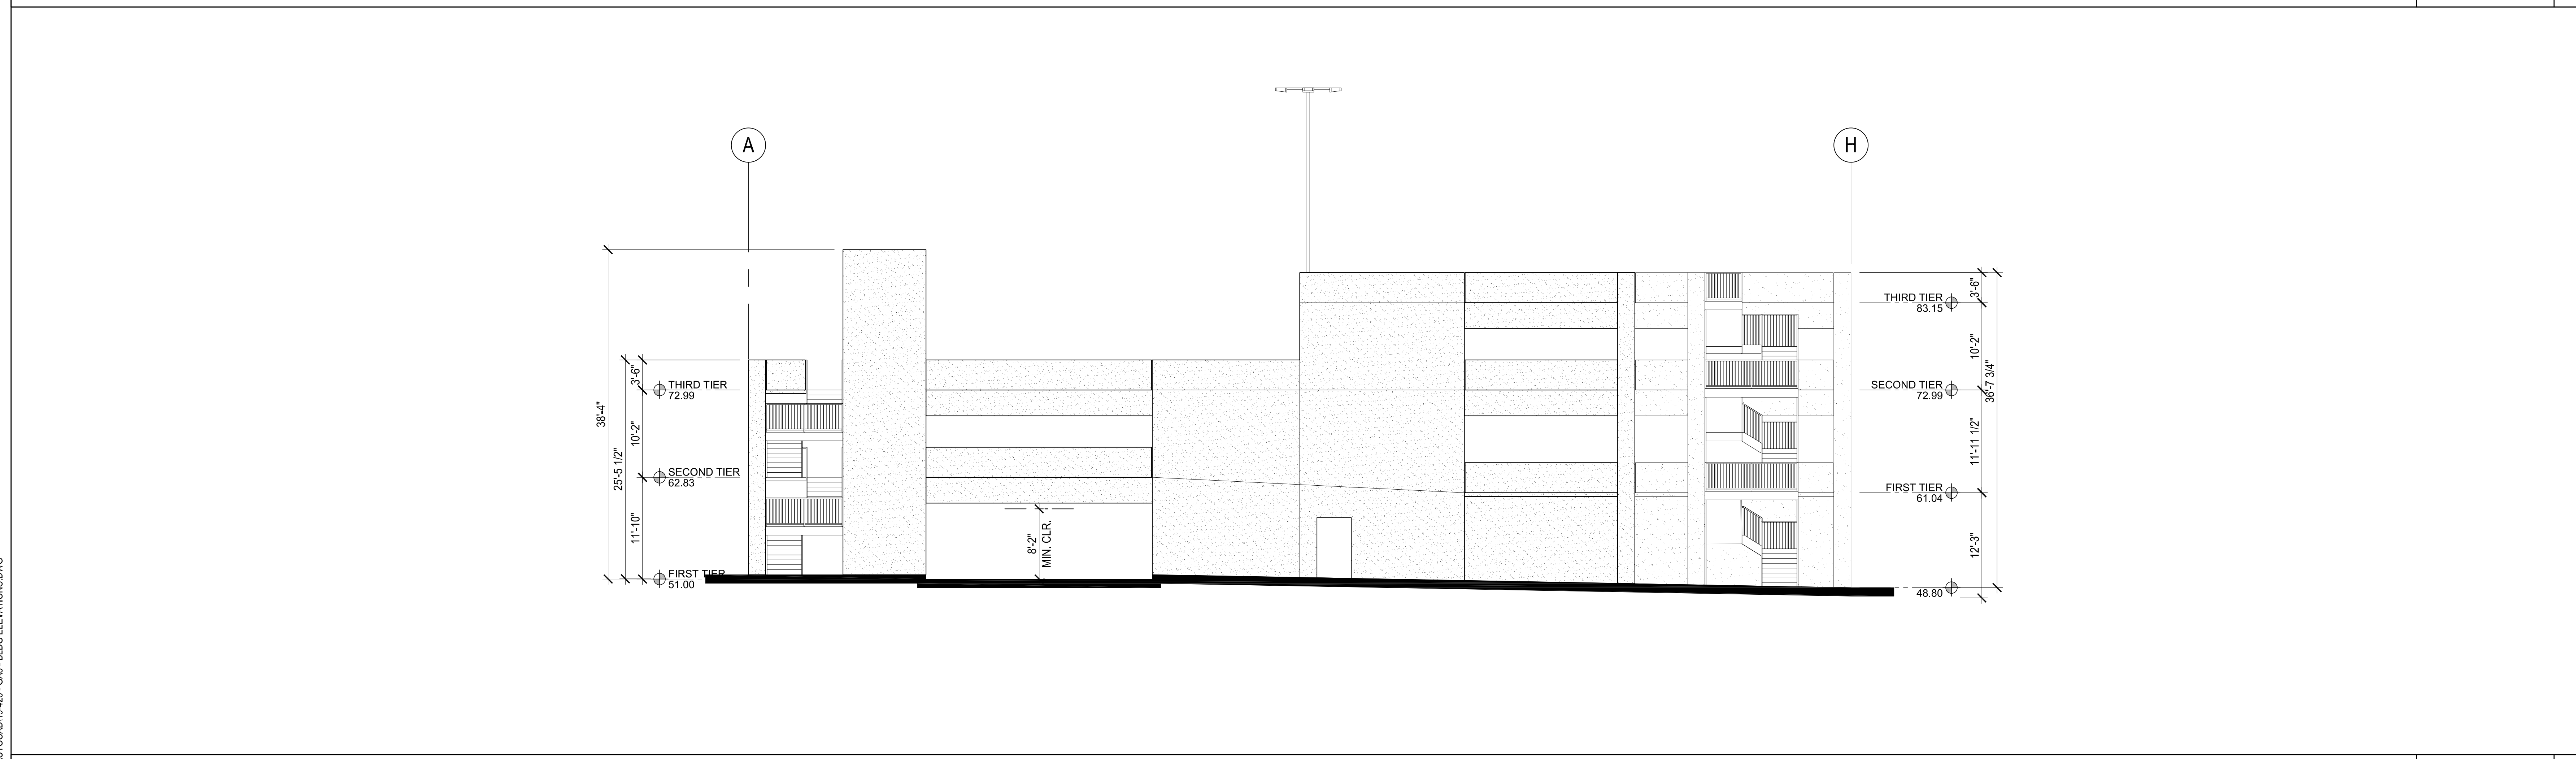 A
H
38'-4"
25'-5 1/2"
3'-6"
10'-2"
11'-10"
THIRD TIER
72.99
SECOND TIER
62.83
FIRST TIER
51.00
8'-2"
MIN. CLR.
THIRD TIER
83.15
SECOND TIER
72.99
FIRST TIER
61.04
48.80
3'-6"
10'-2"
11'-11 1/2"
12'-3"
36'-7 3/4"